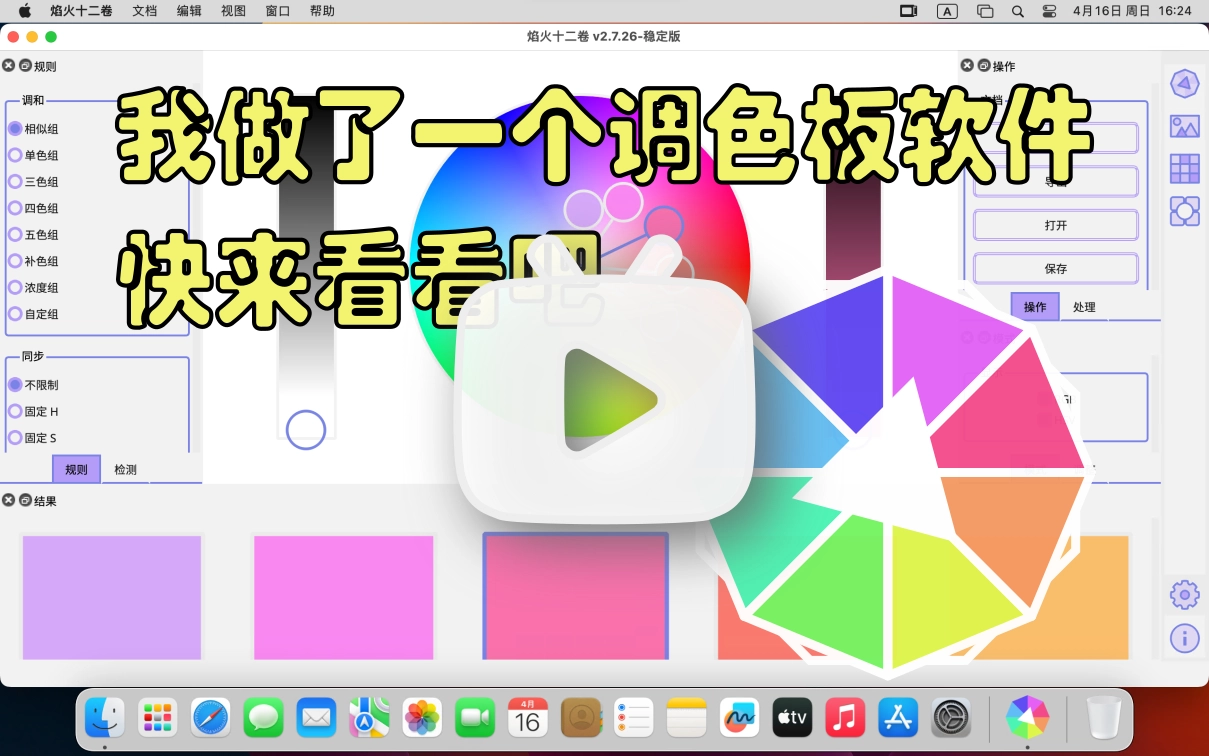 焰火十二卷 文档 编辑 视图 窗口 帮助
A
4月16日 周日 16:24
焰火十二卷 v2.7.26-稳定版
规则
操作
调和
相似组
单色组
三色组
四色组
五色组
补色组
浓度组
自定组
我做了一个调色板软件
快来看看吧
文档
导出
打开
保存
操作 处理
同步
不限制
固定 H
固定 S
规则 检测
结果
4月
16
tv